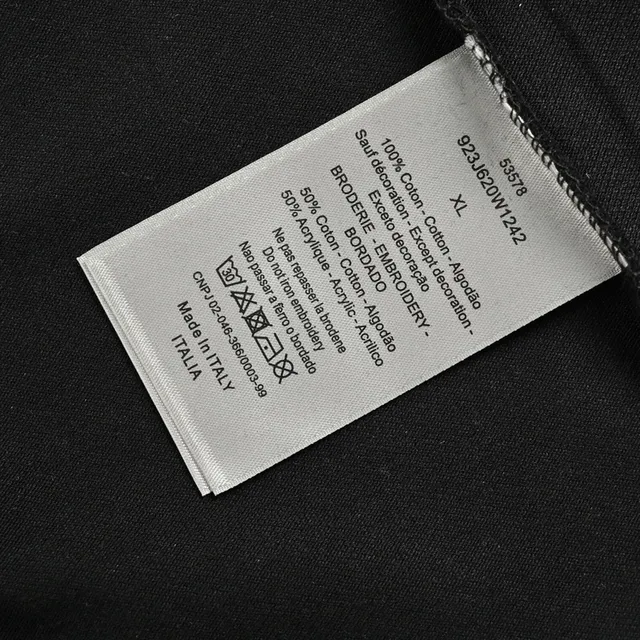 53578
923J620W1242
XL
100% Coton - Cotton - Algodão
Sauf décoration - Except decoration -
Exceto decoração
BRODERIE - EMBROIDERY -
BORDADO
50% Coton - Cotton - Algodão
50% Acrylique - Acrylic - Acrílico
Ne pas repasser la broderie
Do not iron embroidery
Nao passar a ferro o bordado
30
CNPJ 02-046-366/0003-99
Made In ITALY
ITALIA